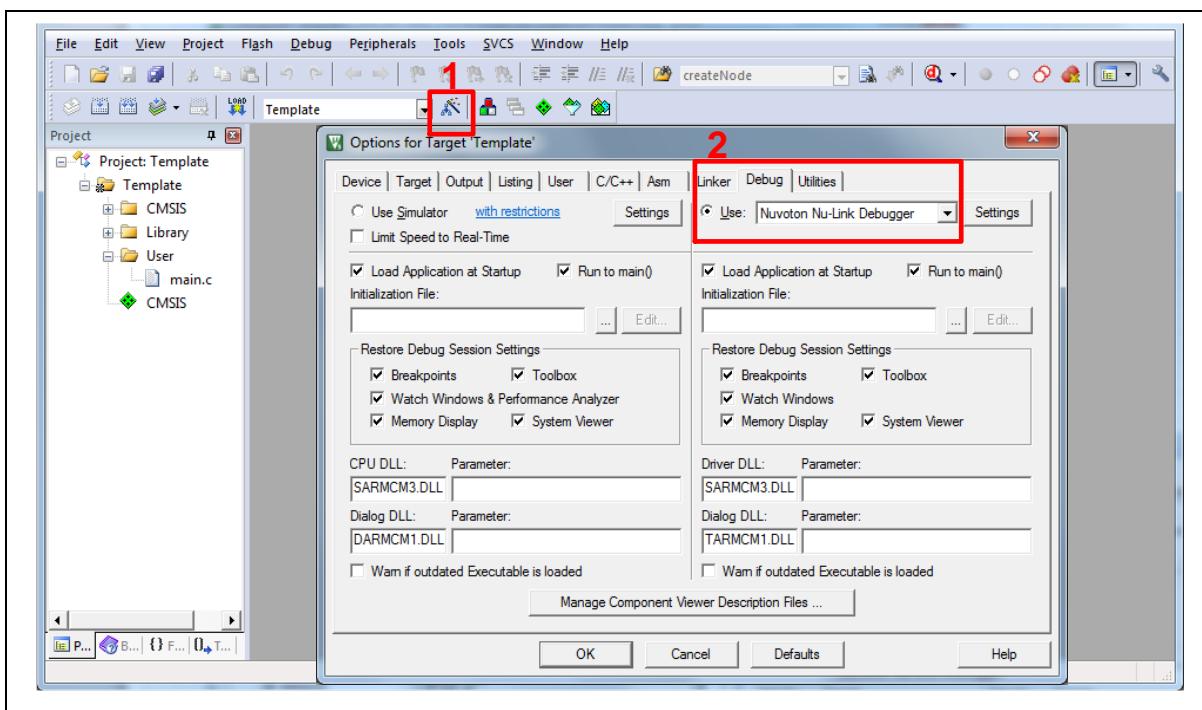 File Edit View Project Flash Debug Peripherals Tools SVCS Window Help
1
createNode
LOAD Template
Project
Project: Template
Template
CMSIS
Library
User
main.c
CMSIS
Options for Target 'Template'
2
Device Target Output Listing User C/C++ Asm Linker Debug Utilities
Use Simulator with restrictions Settings Use: Nuvoton Nu-Link Debugger Settings
Limit Speed to Real-Time
Load Application at Startup Run to main() Load Application at Startup Run to main()
Initialization File: Initialization File:
... Edit... ... Edit...
Restore Debug Session Settings Restore Debug Session Settings
Breakpoints Toolbox Breakpoints Toolbox
Watch Windows & Performance Analyzer Watch Windows
Memory Display System Viewer Memory Display System Viewer
CPU DLL: Parameter: Driver DLL: Parameter:
SARMCM3.DLL SARMCM3.DLL
Dialog DLL: Parameter: Dialog DLL: Parameter:
DARMCM1.DLL TARMCM1.DLL
Warn if outdated Executable is loaded Warn if outdated Executable is loaded
Manage Component Viewer Description Files ...
P... B... {} F... 0 T...
OK Cancel Defaults Help